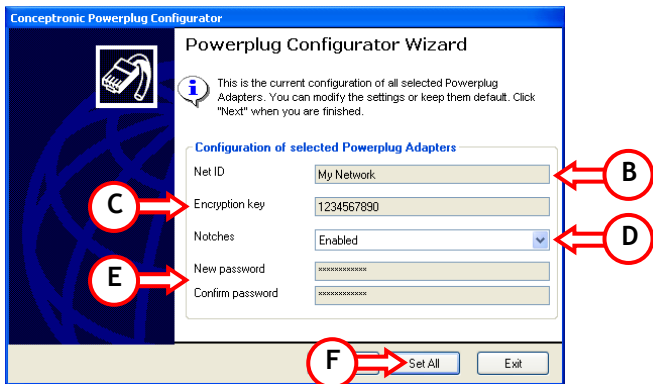 Conceptronic Powerplug Configurator
Powerplug Configurator Wizard
This is the current configuration of all selected Powerplug
Adapters. You can modify the settings or keep them default. Click
"Next" when you are finished.
Configuration of selected Powerplug Adapters
Net ID
My Network
B
C
Encryption key
1234567890
Notches
Enabled
D
E
New password
************
Confirm password
************
F
Set All
Exit